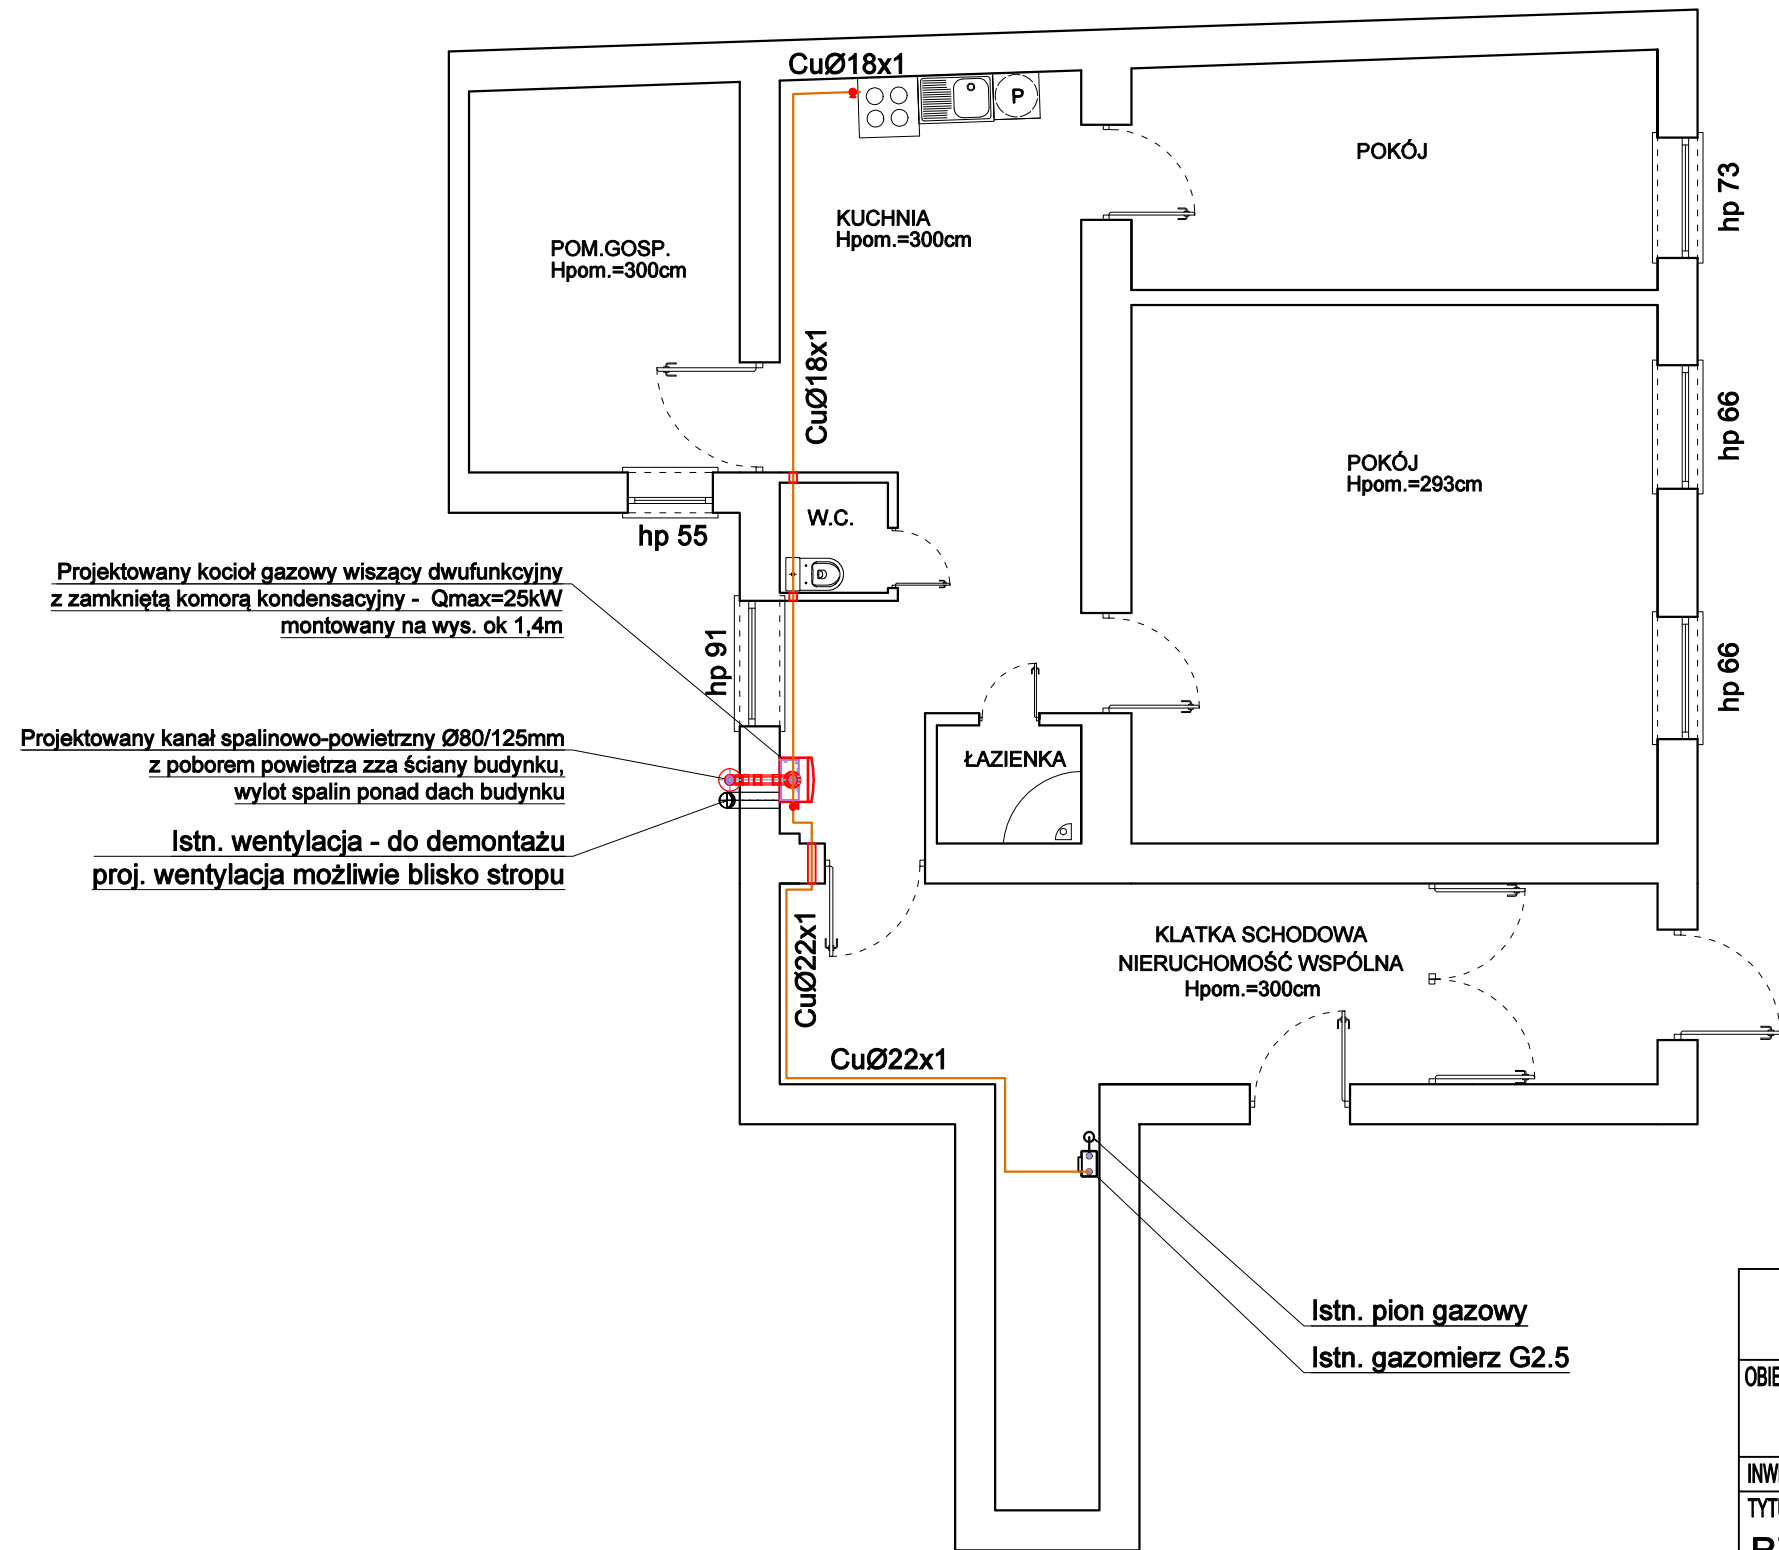 CuØ18x1
P
POKÓJ
hp 73
KUCHNIA
Hpom.=300cm
POM.GOSP.
Hpom.=300cm
CuØ18x1
hp 66
POKÓJ
Hpom.=293cm
W.C.
hp 55
Projektowany kocioł gazowy wiszący dwufunkcyjny
z zamkniętą komorą kondensacyjny - Qmax=25kW
montowany na wys. ok 1,4m
hp 91
hp 66
Projektowany kanał spalinowo-powietrzny Ø80/125mm
z poborem powietrza zza ściany budynku,
wylot spalin ponad dach budynku
ŁAZIENKA
Istn. wentylacja - do demontażu
proj. wentylacja możliwie blisko stropu
CuØ22x1
KLATKA SCHODOWA
NIERUCHOMOŚĆ WSPÓLNA
Hpom.=300cm
CuØ22x1
Istn. pion gazowy
Istn. gazomierz G2.5